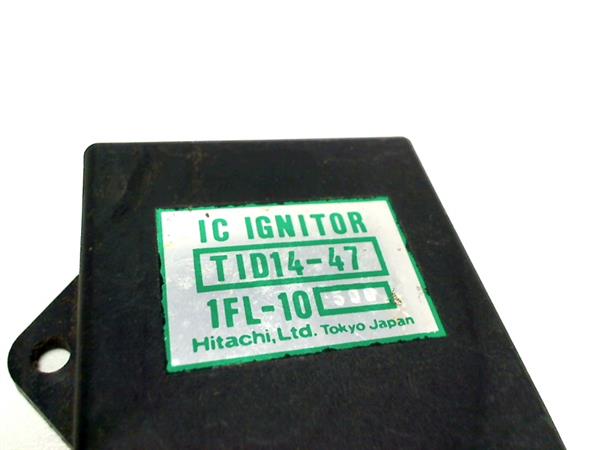 IC IGNITOR
TID14-47
1FL-10
Hitachi,Ltd. Tokyo Japan